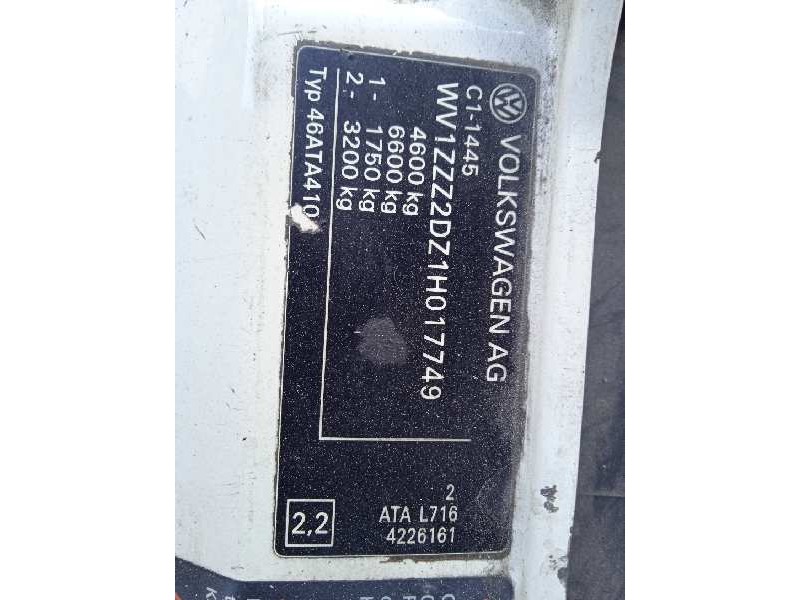 VOLKSWAGEN AG
C1-1445
WV1ZZZ2DZ1H017749
4600 kg
6600 kg
1- 1750 kg
2.- 3200 kg
Typ 46ATA410
2
ATA L716
4226161
2,2